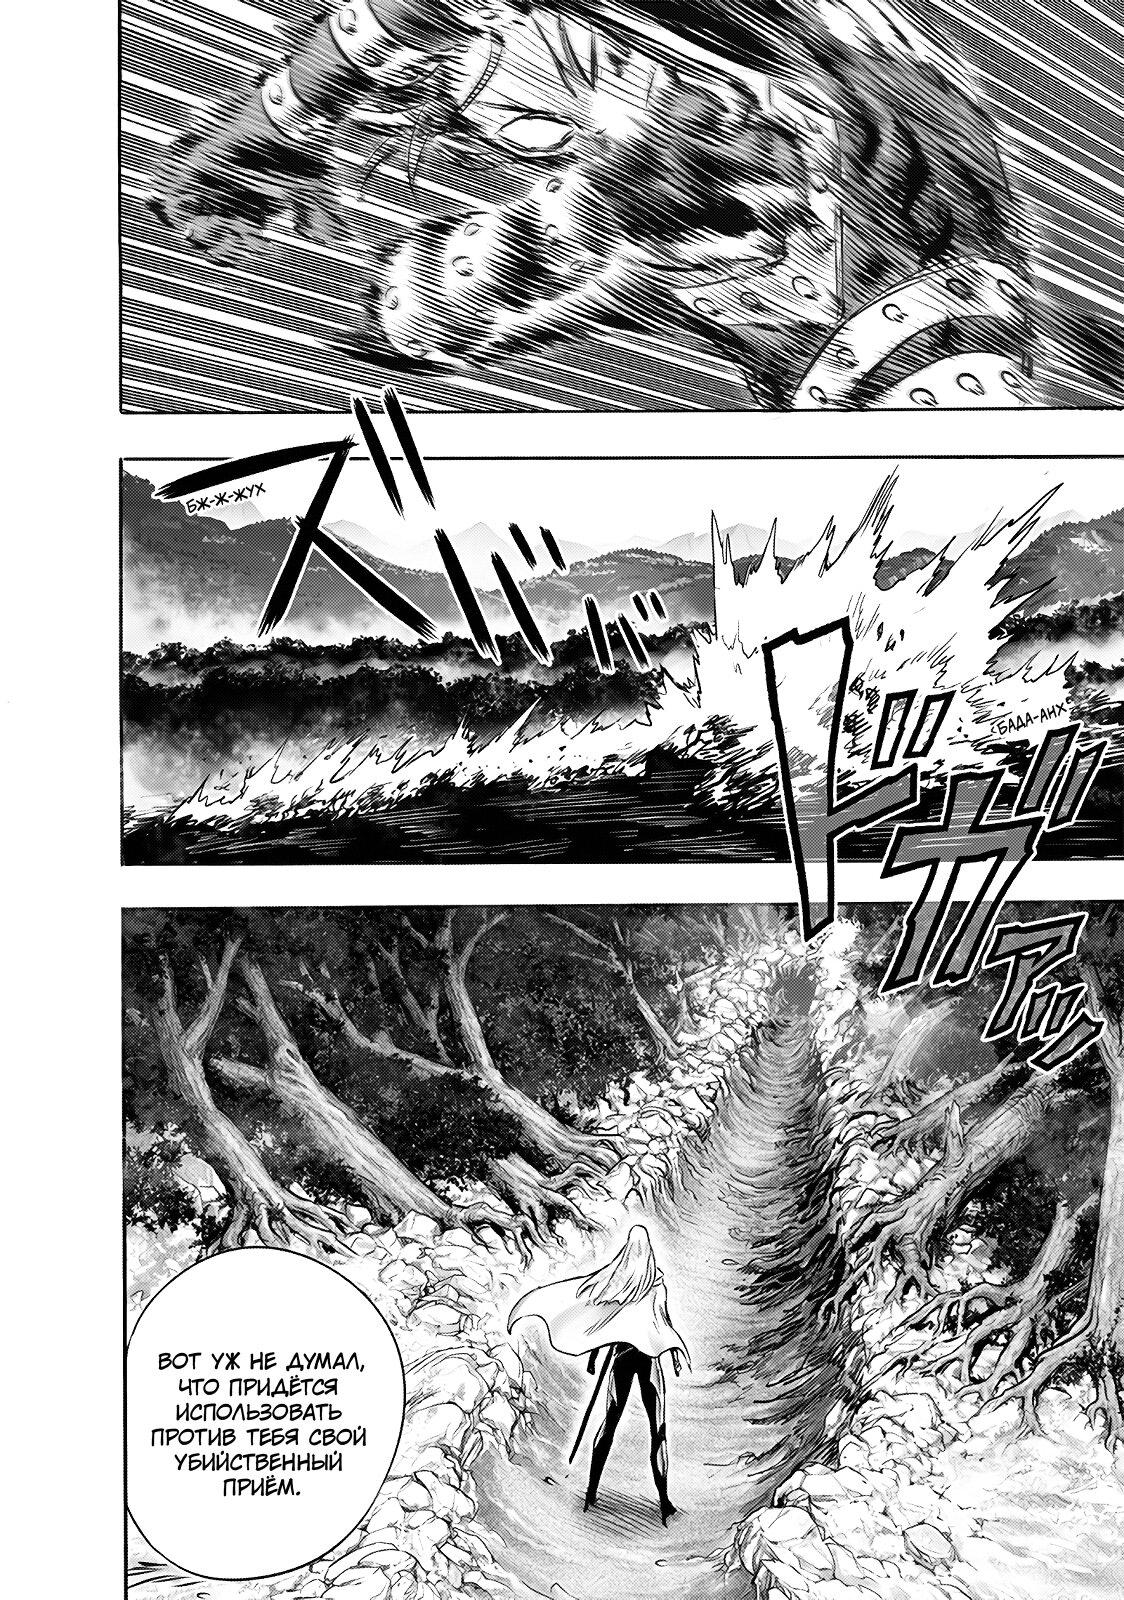 ズズズ
БЖ-Ж-ЖУХ
ドガアッ
БАДА-АНХ
ВОТ УЖ НЕ ДУМАЛ,
ЧТО ПРИДЁТСЯ
ИСПОЛЬЗОВАТЬ
ПРОТИВ ТЕБЯ СВОЙ
УБИЙСТВЕННЫЙ
ПРИЁМ.